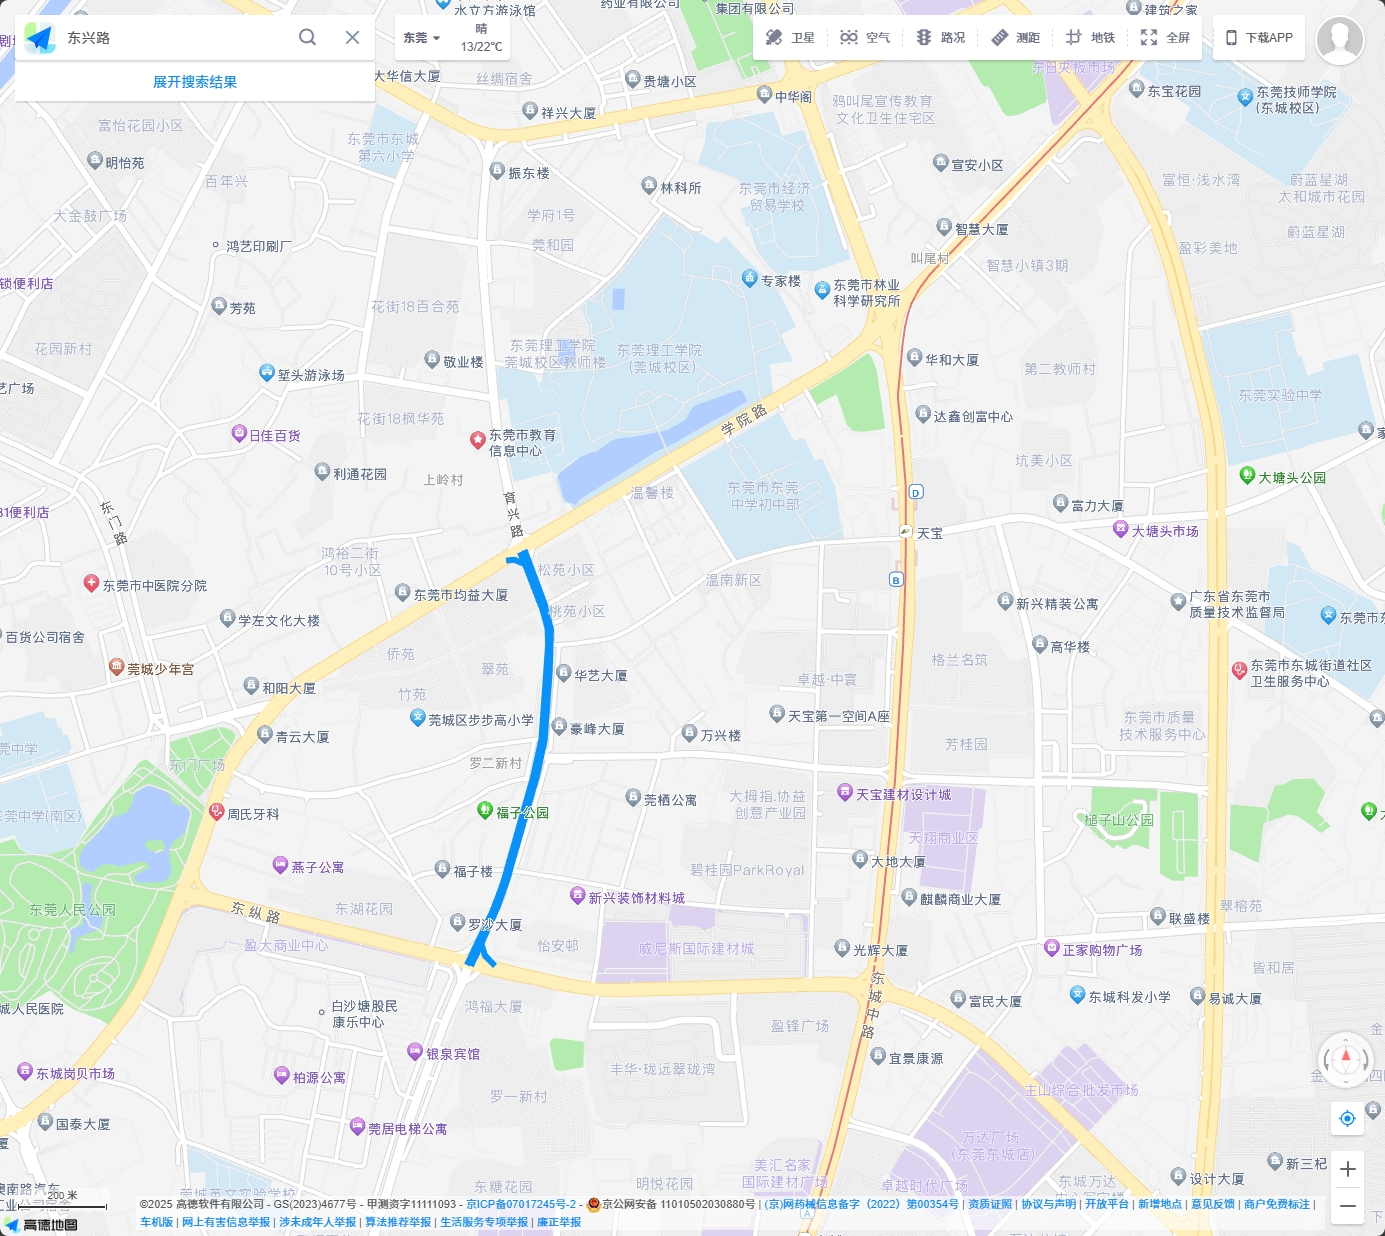 水立方游泳馆
药业有限公司
集团有限公司
建筑之家
东兴路
东莞
晴
13/22℃
卫星
空气
路况
测距
地铁
全屏
下载APP
展开搜索结果
大华信大厦
丝绸宿舍
贵塘小区
东日夹板市场
中华阁
东宝花园
东莞技师学院
(东城校区)
鸦叫尾宣传教育
文化卫生住宅区
祥兴大厦
富怡花园小区
东莞市东城
第六小学
明怡苑
宣安小区
振东楼
百年兴
林科所
东莞市经济
贸易学校
富恒·浅水湾
蔚蓝星湖
太和城市花园
大金鼓广场
学府1号
智慧大厦
蔚蓝星湖
鸿艺印刷厂
莞和园
盈彩美地
叫尾村
智慧小镇3期
锁便利店
专家楼
东莞市林业
科学研究所
芳苑
花街18百合苑
花园新村
东莞理工学院
莞城校区教师楼
东莞理工学院
(莞城校区)
敬业楼
华和大厦
第二教师村
堑头游泳场
艺广场
东莞实验中学
花街18枫华苑
学院路
达鑫创富中心
日佳百货
东莞市教育
信息中心
坑美小区
利通花园
上岭村
大塘头公园
温馨楼
东莞市东莞
中学初中部
D
育兴路
富力大厦
31便利店
东门路
天宝
大塘头市场
鸿裕二街
10号小区
松苑小区
温南新区
B
东莞市中医院分院
东莞市均益大厦
桃苑小区
新兴精装公寓
广东省东莞市
质量技术监督局
学左文化大楼
百货公司宿舍
高华楼
侨苑
翠苑
格兰名筑
东莞市东城街道社区
卫生服务中心
莞城少年宫
华艺大厦
卓越·中寰
和阳大厦
竹苑
莞城区步步高小学
天宝第一空间A座
东莞市质量
技术服务中心
豪峰大厦
万兴楼
青云大厦
芳桂园
莞中学
东门广场
罗二新村
莞栖公寓
大拇指.协益
创意产业园
天宝建材设计城
周氏牙科
福子公园
槌子山公园
莞中学(南区)
天翔商业区
燕子公寓
福子楼
碧桂园ParkRoyal
大地大厦
新兴装饰材料城
麒麟商业大厦
东莞人民公园
东纵路
东湖花园
罗沙大厦
翠榕苑
联盛楼
盈大商业中心
怡安邨
威尼斯国际建材城
光辉大厦
正家购物广场
皆和居
城人民医院
白沙塘股民
康乐中心
鸿福大厦
东城中路
富民大厦
东城科发小学
易诚大厦
盈锋广场
银泉宾馆
宜景康源
东城岗贝市场
柏源公寓
丰华·珑远翠珑湾
罗一新村
主山综合批发市场
国泰大厦
莞居电梯公寓
万达广场
(东莞东城店)
美汇名家
国际建材广场
新三杞
设计大厦
东糖花园
明悦花园
卓越时代广场
东城万达
莞城英文实验学校
200 米
高德地图
©2025 高德软件有限公司 - GS(2023)4677号 - 甲测资字11111093 - 京ICP备07017245号-2 - 京公网安备 11010502030880号 | (京)网药械信息备字（2022）第00354号 | 资质证照 | 协议与声明 | 开放平台 | 新增地点 | 意见反馈 | 商户免费标注 |
车机版 | 网上有害信息举报 | 涉未成年人举报 | 算法推荐举报 | 生活服务专项举报 | 廉正举报